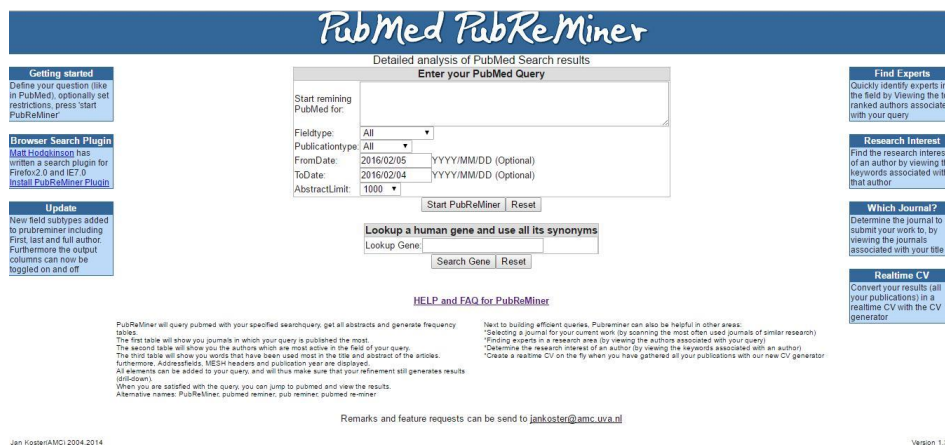 PubMed PubReMiner
Detailed analysis of PubMed Search results
Getting started
Define your question (like
in PubMed), optionally set
restrictions, press 'start
PubReMiner'
Browser Search Plugin
Matt Hodgkinson has
written a search plugin for
Firefox2.0 and IE7.0
Install PubReMiner Plugin
Update
New field subtypes added
to prubreminer including
First, last and full author.
Furthermore the output
columns can now be
toggled on and off
Enter your PubMed Query
Start remining
PubMed for:
Fieldtype: All
Publicationtype: All
FromDate: 2016/02/05 YYYY/MM/DD (Optional)
ToDate: 2016/02/04 YYYY/MM/DD (Optional)
AbstractLimit: 1000
Start PubReMiner Reset
Lookup a human gene and use all its synonyms
Lookup Gene:
Search Gene Reset
HELP and FAQ for PubReMiner
Find Experts
Quickly identify experts in
the field by Viewing the t
ranked authors associate
with your query
Research Interest
Find the research interes
of an author by viewing t
keywords associated wit
that author
Which Journal?
Determine the journal to
submit your work to, by
viewing the journals
associated with your title
Realtime CV
Convert your results (all
your publications) in a
realtime CV with the CV
generator
PubReMiner will query pubmed with your specified searchquery, get all abstracts and generate frequency
tables.
The first table will show you journals in which your query is published the most.
The second table will show you the authors which are most active in the field of your query.
The third table will show you words that have been used most in the title and abstract of the articles.
furthermore, Addressfields, MESH headers and publication year are displayed.
All elements can be added to your query, and will thus make sure that your refinement still generates results
(drill-down).
When you are satisfied with the query, you can jump to pubmed and view the results.
Alternative names: PubReMiner, pubmed reminer, pub reminer, pubmed re-miner
Next to building efficient queries, Pubreminer can also be helpful in other areas:
*Selecting a journal for your current work (by scanning the most often used journals of similar research)
*Finding experts in a research area (by viewing the authors associated with your query)
*Determine the research interest of an author (by viewing the keywords associated with an author)
*Create a realtime CV on the fly when you have gathered all your publications with our new CV generator
Remarks and feature requests can be send to jankoster@amc.uva.nl
Jan Koster(AMC) 2004.2014
Version 1.